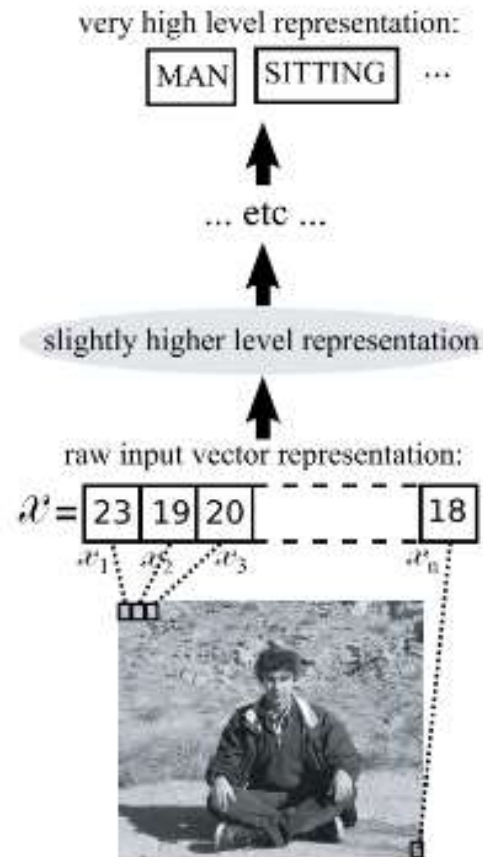 very high level representation:
MAN SITTING ...
... etc ...
slightly higher level representation
raw input vector representation:
x = 23 19 20 18
x1 x2 x3 xn